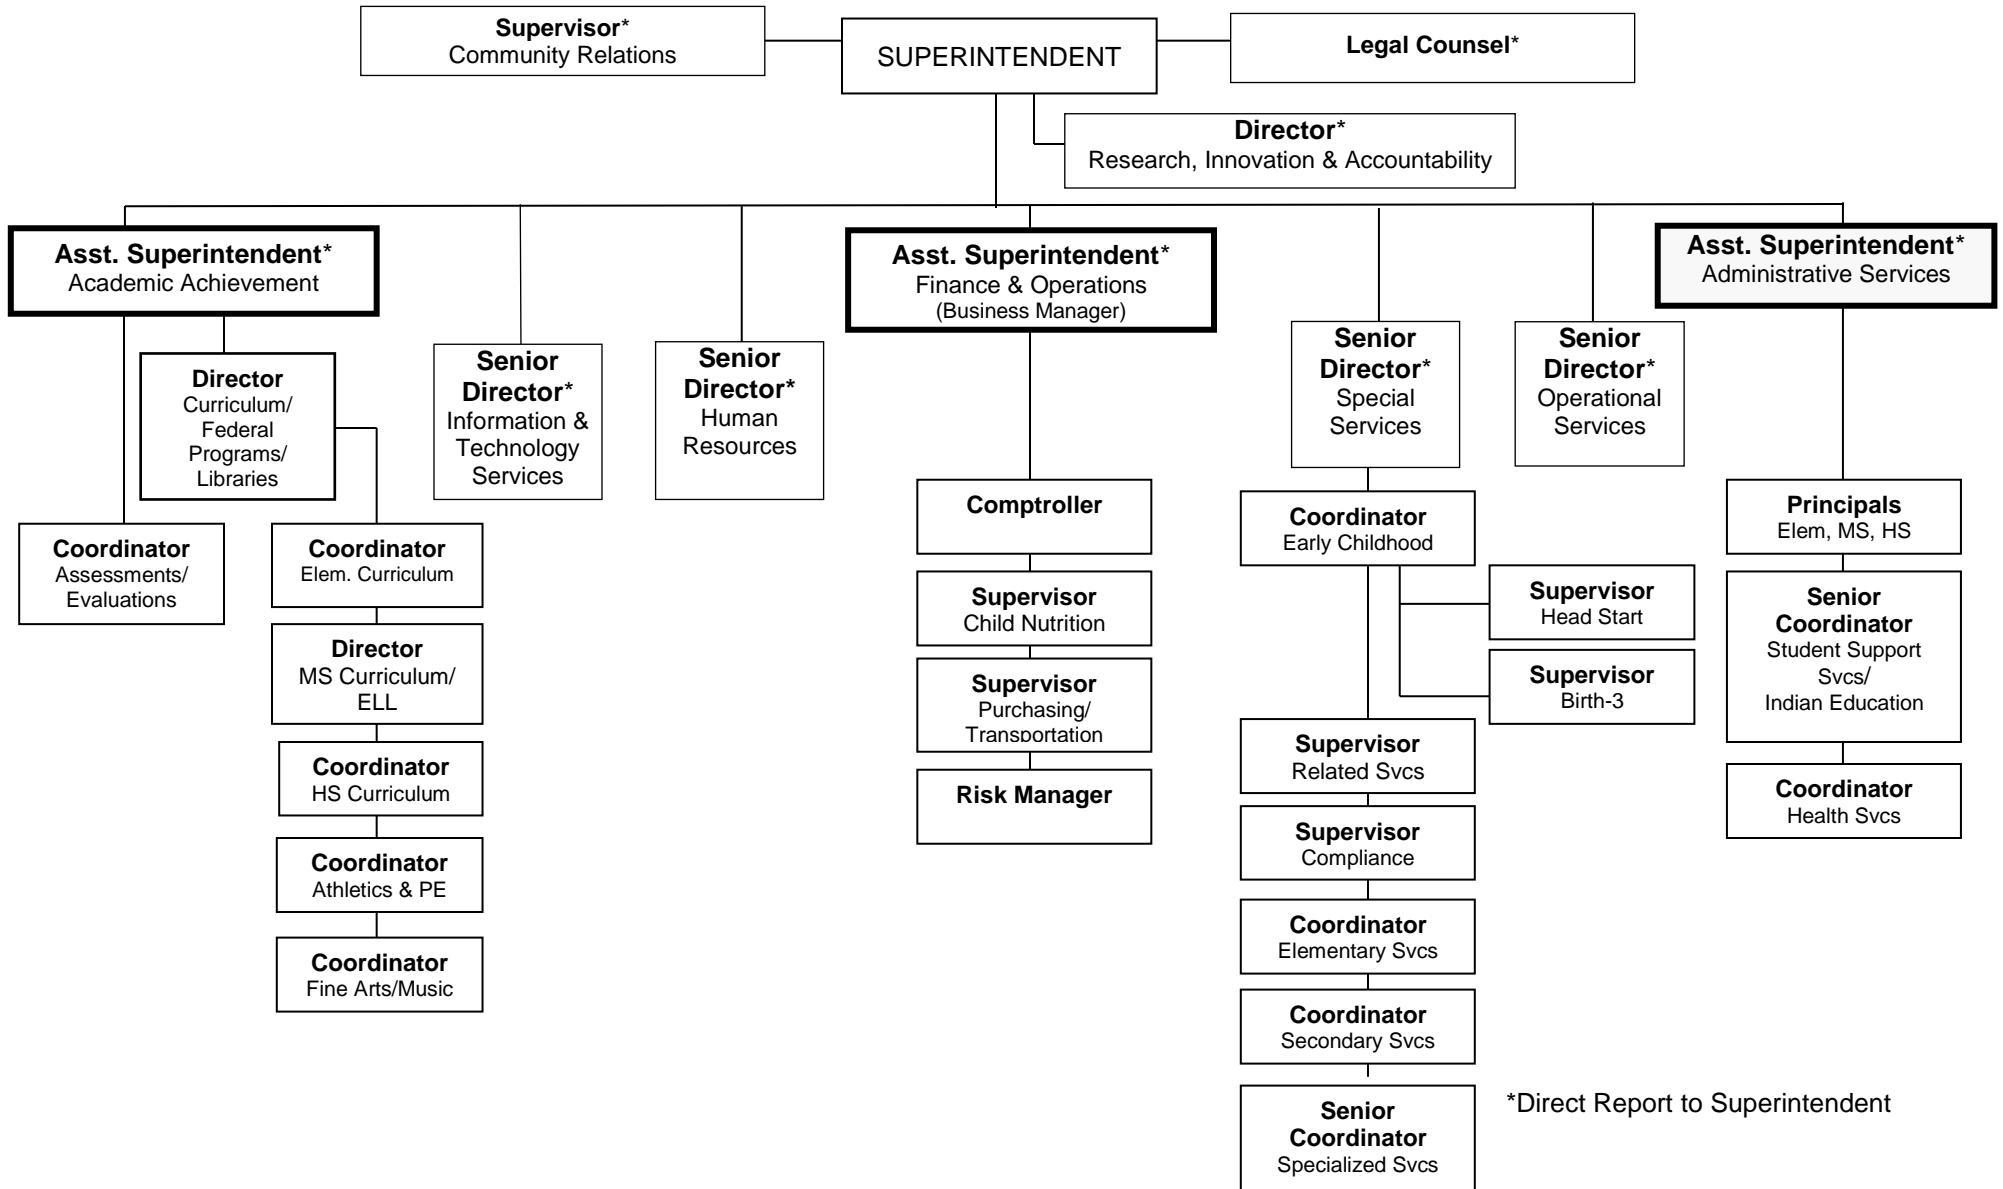 Supervisor*
Community Relations
SUPERINTENDENT
Legal Counsel*
Director*
Research, Innovation & Accountability
Asst. Superintendent*
Academic Achievement
Asst. Superintendent*
Finance & Operations
(Business Manager)
Asst. Superintendent*
Administrative Services
Director
Curriculum/
Federal
Programs/
Libraries
Senior
Director*
Information &
Technology
Services
Senior
Director*
Human
Resources
Senior
Director*
Special
Services
Senior
Director*
Operational
Services
Coordinator
Assessments/
Evaluations
Coordinator
Elem. Curriculum
Director
MS Curriculum/
ELL
Coordinator
HS Curriculum
Coordinator
Athletics & PE
Coordinator
Fine Arts/Music
Comptroller
Supervisor
Child Nutrition
Supervisor
Purchasing/
Transportation
Risk Manager
Coordinator
Early Childhood
Supervisor
Head Start
Supervisor
Birth-3
Supervisor
Related Svcs
Supervisor
Compliance
Coordinator
Elementary Svcs
Coordinator
Secondary Svcs
Senior
Coordinator
Specialized Svcs
Principals
Elem, MS, HS
Senior
Coordinator
Student Support
Svcs/
Indian Education
Coordinator
Health Svcs
*Direct Report to Superintendent